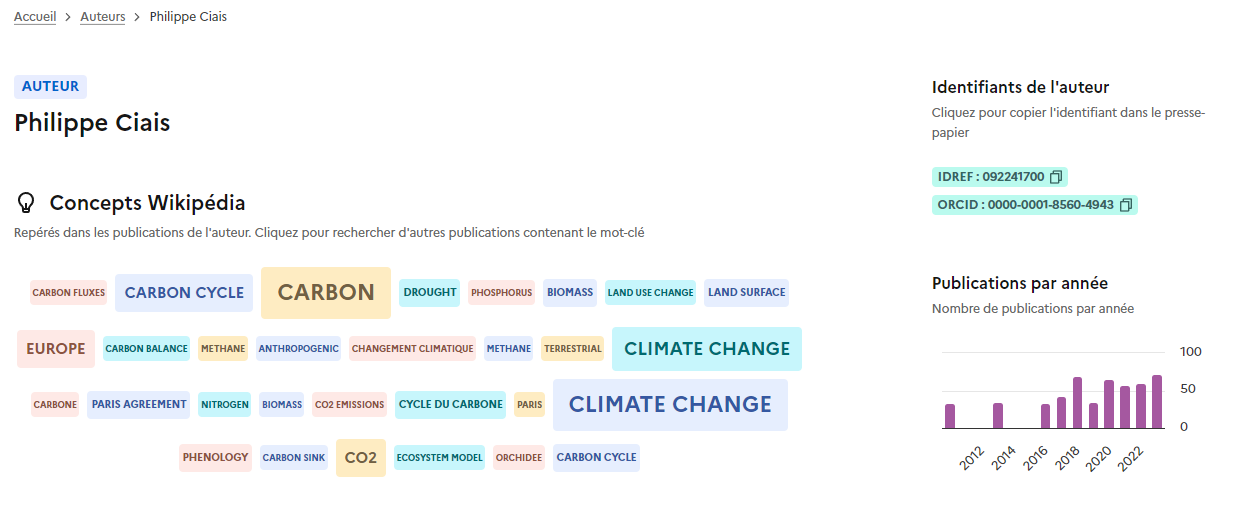 Accueil > Auteurs > Philippe Ciais
AUTEUR
Philippe Ciais
Concepts Wikipédia
Repérés dans les publications de l'auteur. Cliquez pour rechercher d'autres publications contenant le mot-clé
CARBON FLUXES CARBON CYCLE CARBON DROUGHT PHOSPHORUS BIOMASS LAND USE CHANGE LAND SURFACE
EUROPE CARBON BALANCE METHANE ANTHROPOGENIC CHANGEMENT CLIMATIQUE METHANE TERRESTRIAL CLIMATE CHANGE
CARBONE PARIS AGREEMENT NITROGEN BIOMASS CO2 EMISSIONS CYCLE DU CARBONE PARIS CLIMATE CHANGE
PHENOLOGY CARBON SINK CO2 ECOSYSTEM MODEL ORCHIDEE CARBON CYCLE
Identifiants de l'auteur
Cliquez pour copier l'identifiant dans le presse-
papier
IDREF : 092241700
ORCID : 0000-0001-8560-4943
Publications par année
Nombre de publications par année
100
50
0
2012 2014 2016 2018 2020 2022